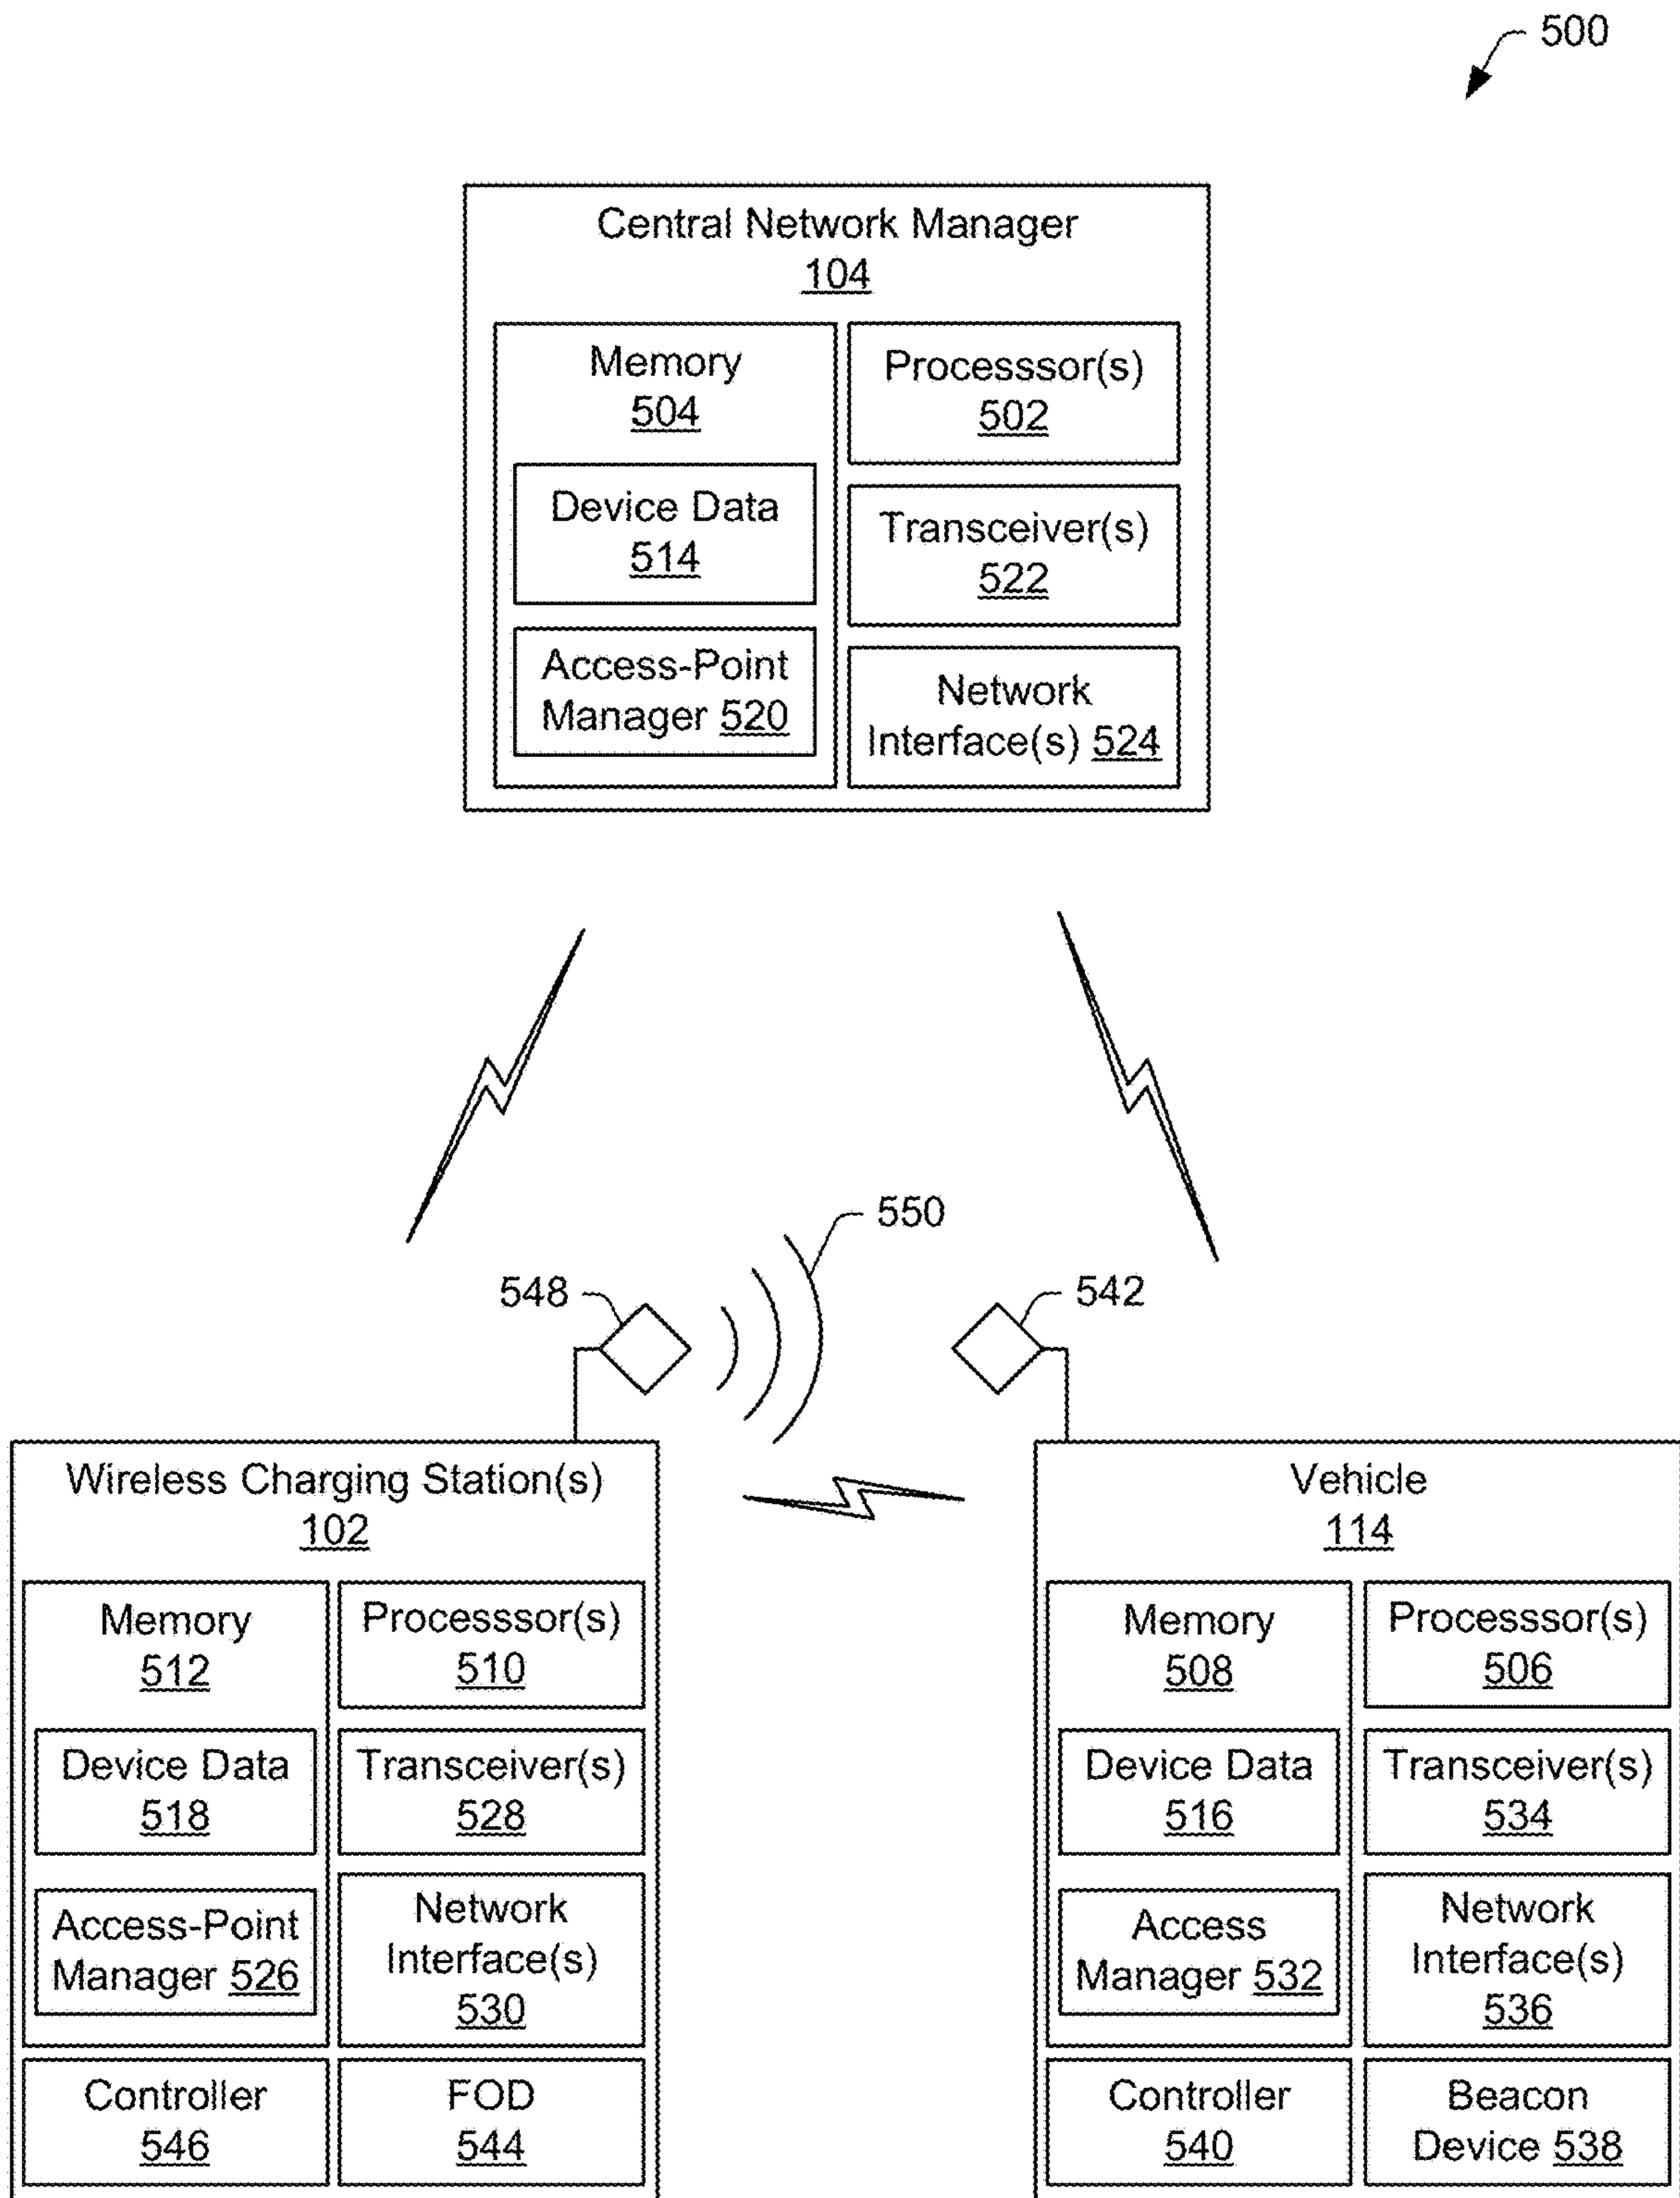 500
Central Network Manager
104
Memory
504
Processsor(s)
502
Device Data
514
Transceiver(s)
522
Access-Point
Manager 520
Network
Interface(s) 524
550
548
542
Wireless Charging Station(s)
102
Memory
512
Processsor(s)
510
Device Data
518
Transceiver(s)
528
Access-Point
Manager 526
Network
Interface(s)
530
Controller
546
FOD
544
Vehicle
114
Memory
508
Processsor(s)
506
Device Data
516
Transceiver(s)
534
Access
Manager 532
Network
Interface(s)
536
Controller
540
Beacon
Device 538